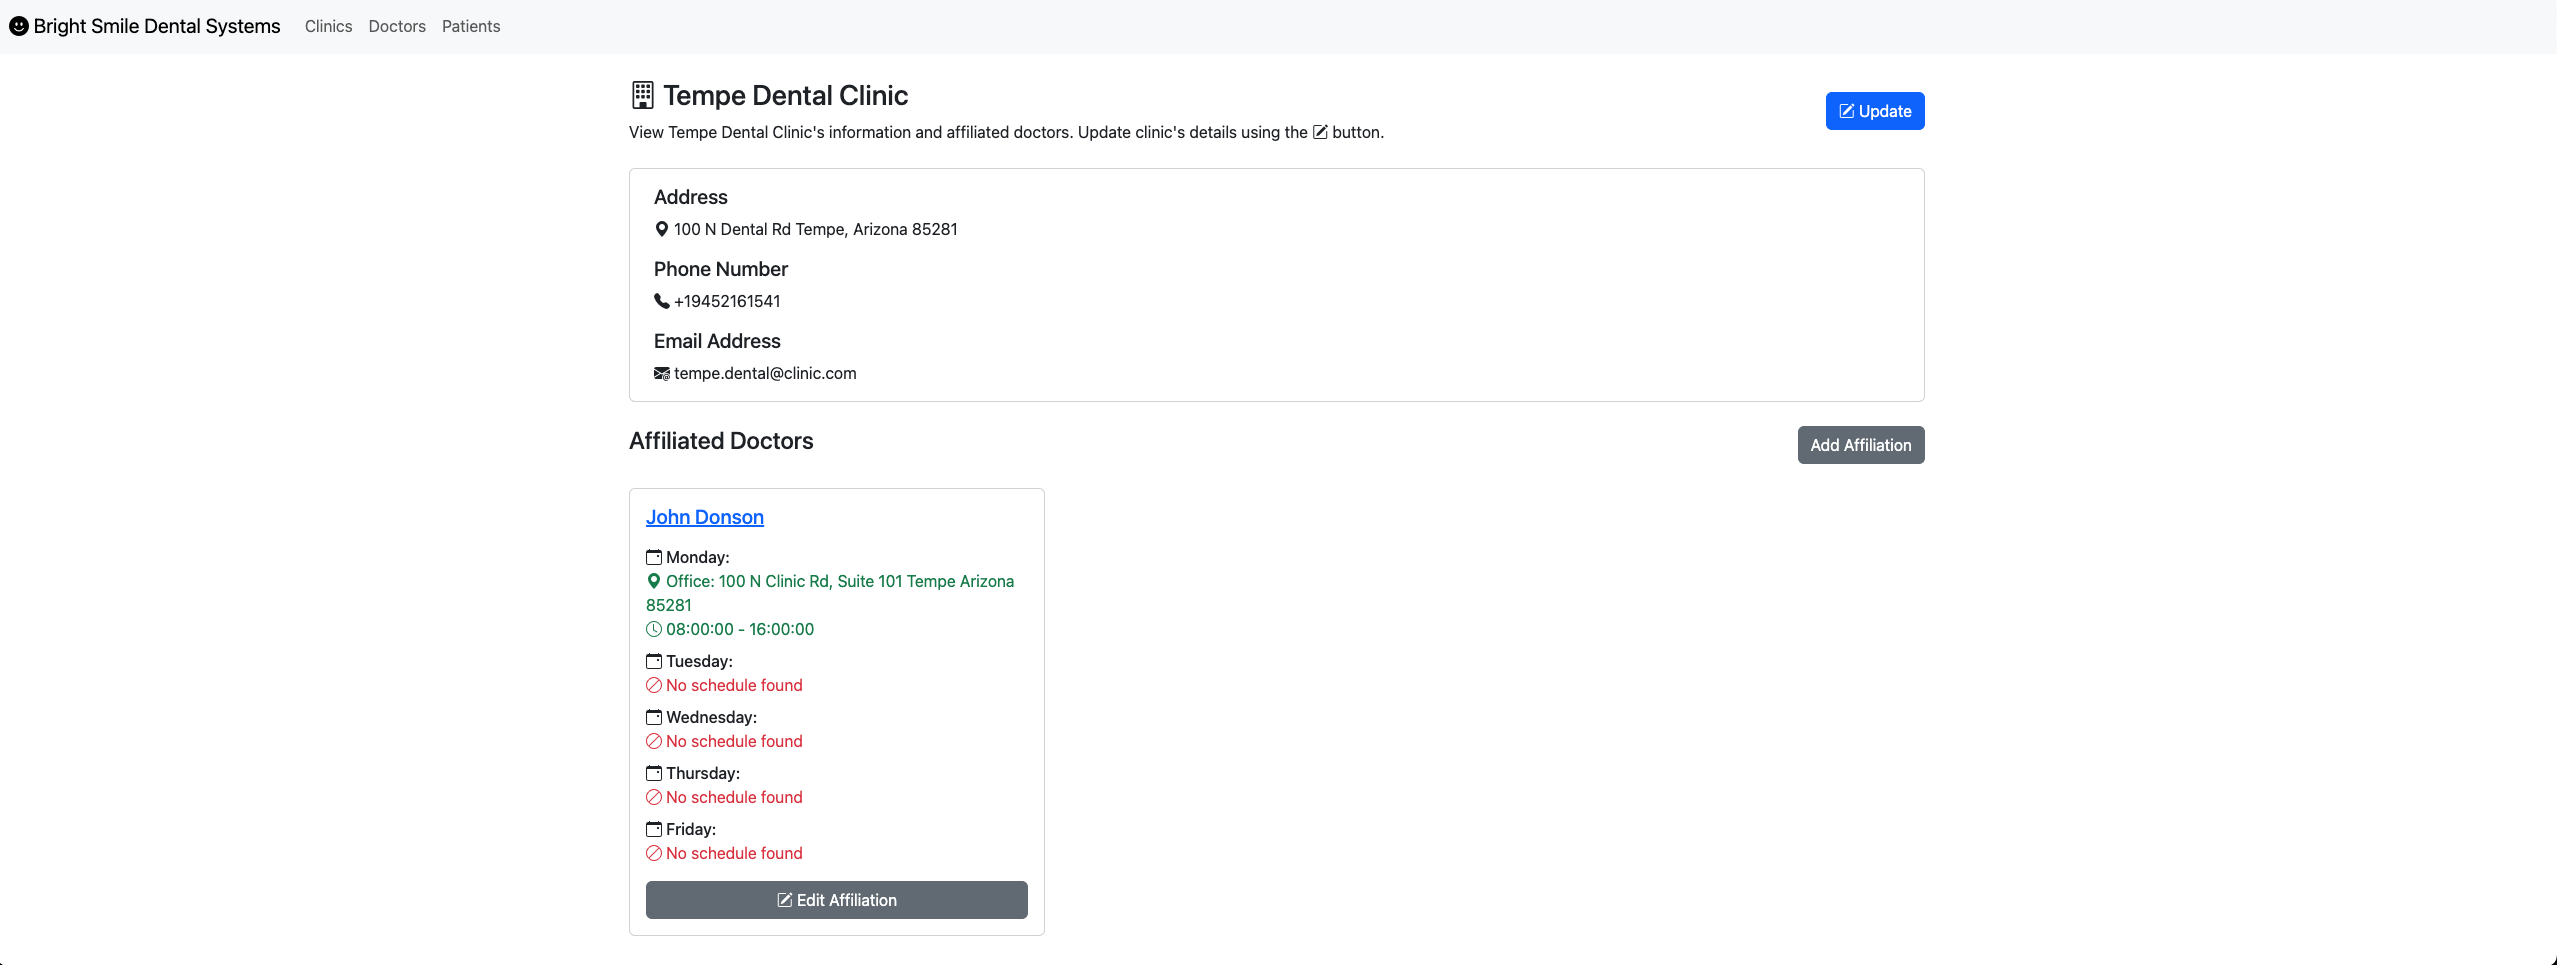 Bright Smile Dental Systems Clinics Doctors Patients
Tempe Dental Clinic
Update
View Tempe Dental Clinic's information and affiliated doctors. Update clinic's details using the button.
Address
100 N Dental Rd Tempe, Arizona 85281
Phone Number
+19452161541
Email Address
tempe.dental@clinic.com
Affiliated Doctors
Add Affiliation
John Donson
Monday:
Office: 100 N Clinic Rd, Suite 101 Tempe Arizona
85281
08:00:00 - 16:00:00
Tuesday:
No schedule found
Wednesday:
No schedule found
Thursday:
No schedule found
Friday:
No schedule found
Edit Affiliation